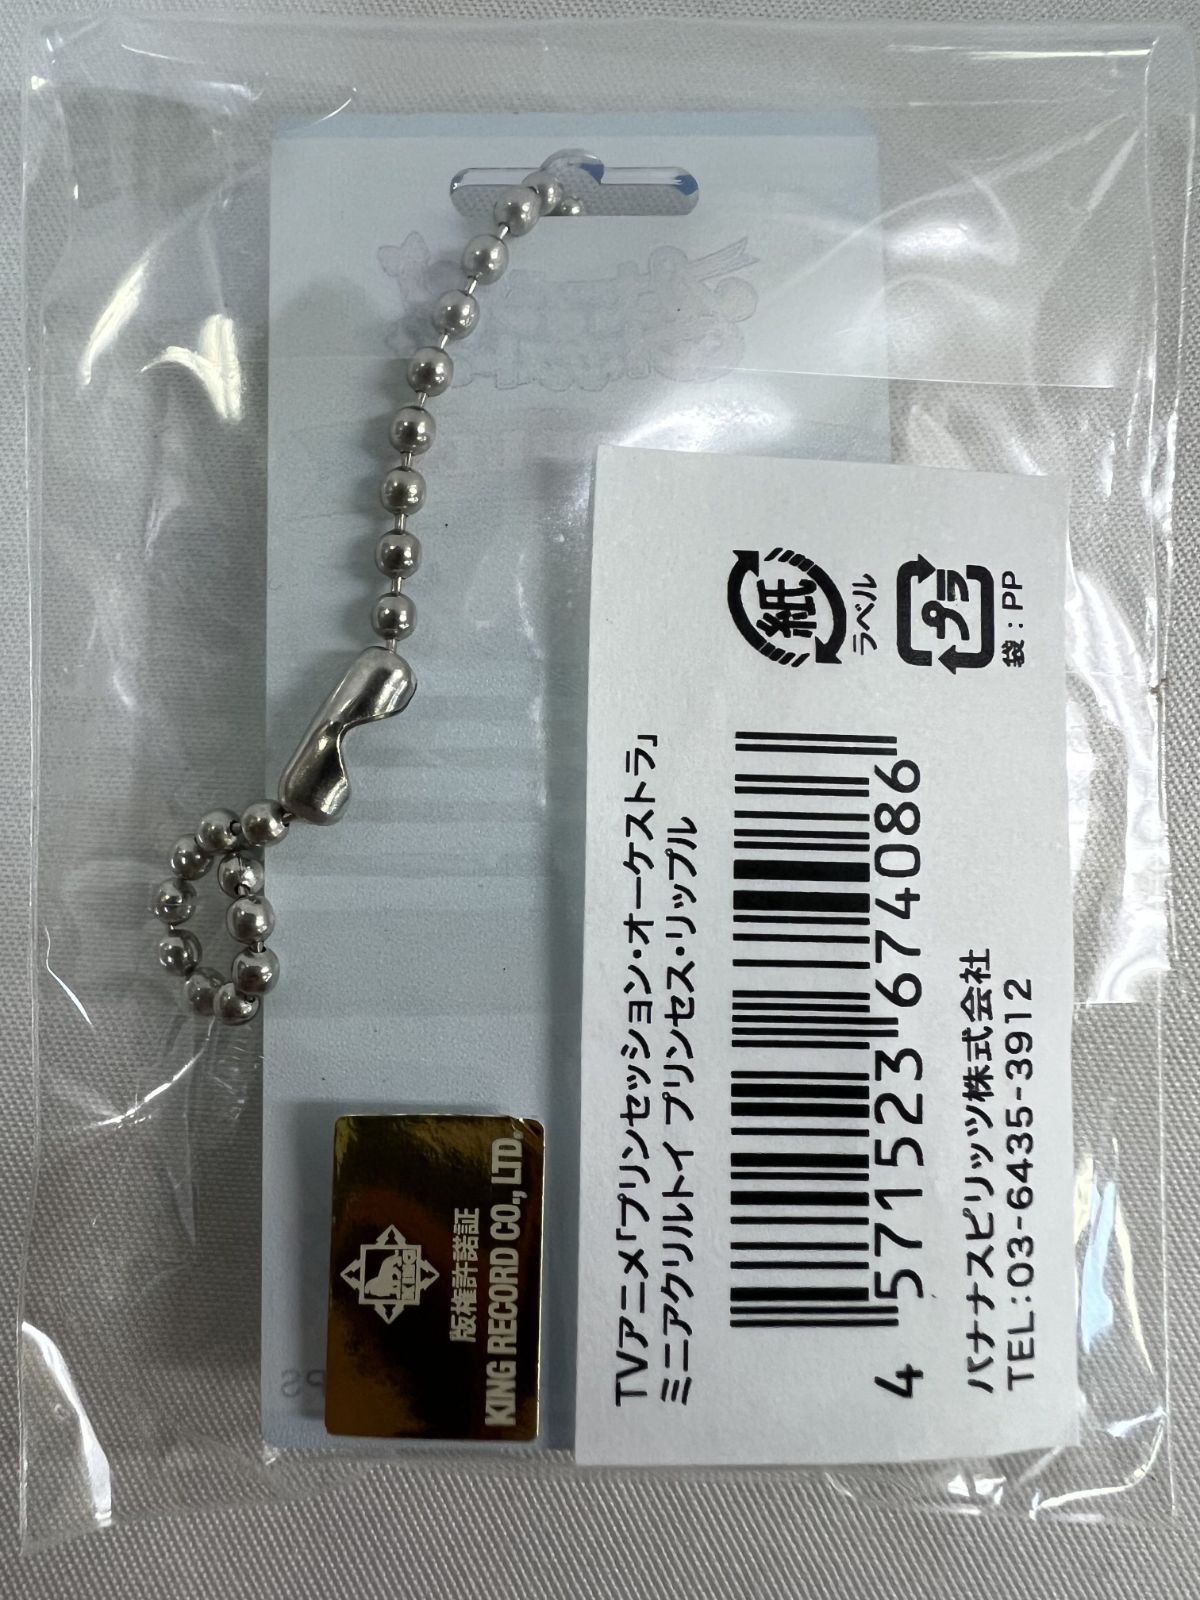 TVアニメ「プリンセッション・オーケストラ」
ミニアクリルトイ プリンセス・リップル
紙
ラベル
プラ
袋：PP
4 571523 674086
バナナスピリッツ株式会社
TEL：03-6435-3912
KING
版権許諾証
KING RECORD CO., LTD.